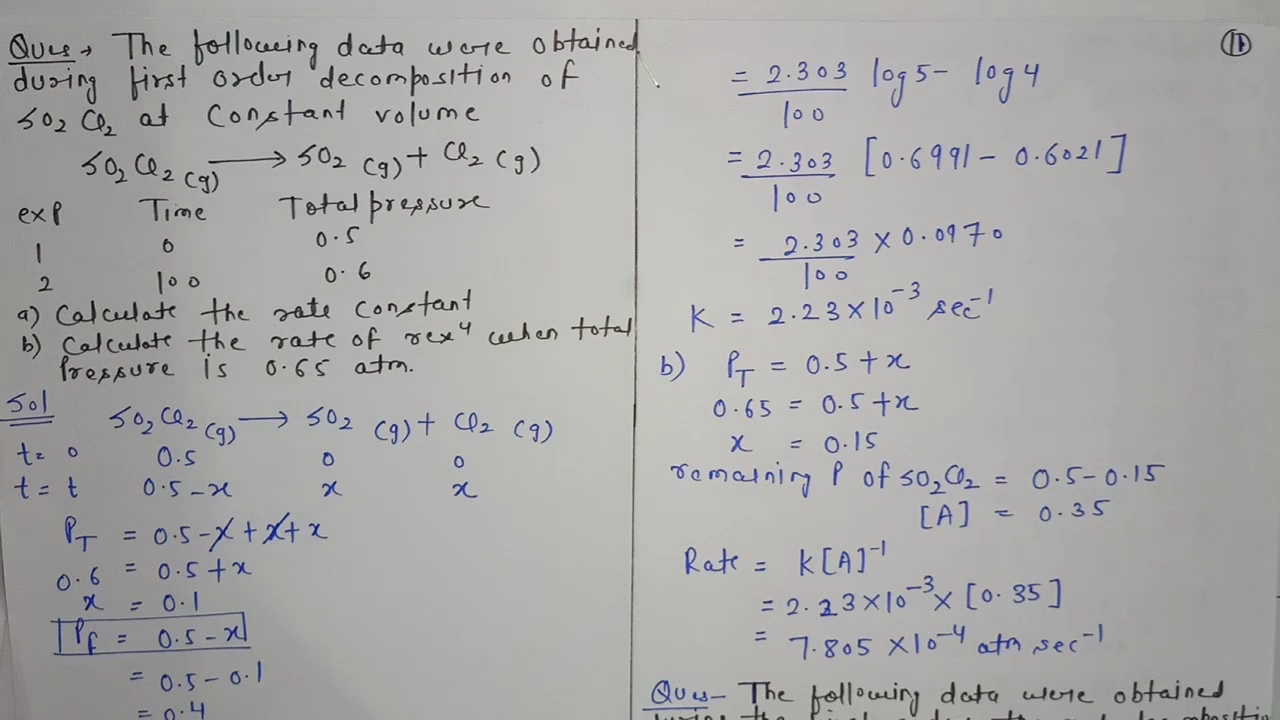 Ques → The following data were obtained
during first order decomposition of
SO2 Cl2 at constant volume
SO2Cl2 (g) → SO2 (g) + Cl2 (g)
exp Time Total pressure
1 0 0.5
2 100 0.6
a) Calculate the rate constant
b) Calculate the rate of rexⁿ when total
Pressure is 0.65 atm.
Sol SO2Cl2 (g) → SO2 (g) + Cl2 (g)
t = 0 0.5 0 0
t = t 0.5-x x x
PT = 0.5-x+x+x
0.6 = 0.5+x
x = 0.1
Pf = 0.5-x
= 0.5-0.1
= 0.4
11
= 2.303/100 log 5 - log 4
= 2.303/100 [0.6991 - 0.6021]
= 2.303/100 × 0.0970
K = 2.23×10⁻³ sec⁻¹
b) PT = 0.5+x
0.65 = 0.5+x
x = 0.15
remaining P of SO2Cl2 = 0.5-0.15
[A] = 0.35
Rate = K[A]⁻¹
= 2.23×10⁻³× [0.35]
= 7.805 ×10⁻⁴ atm sec⁻¹
Ques- The following data were obtained